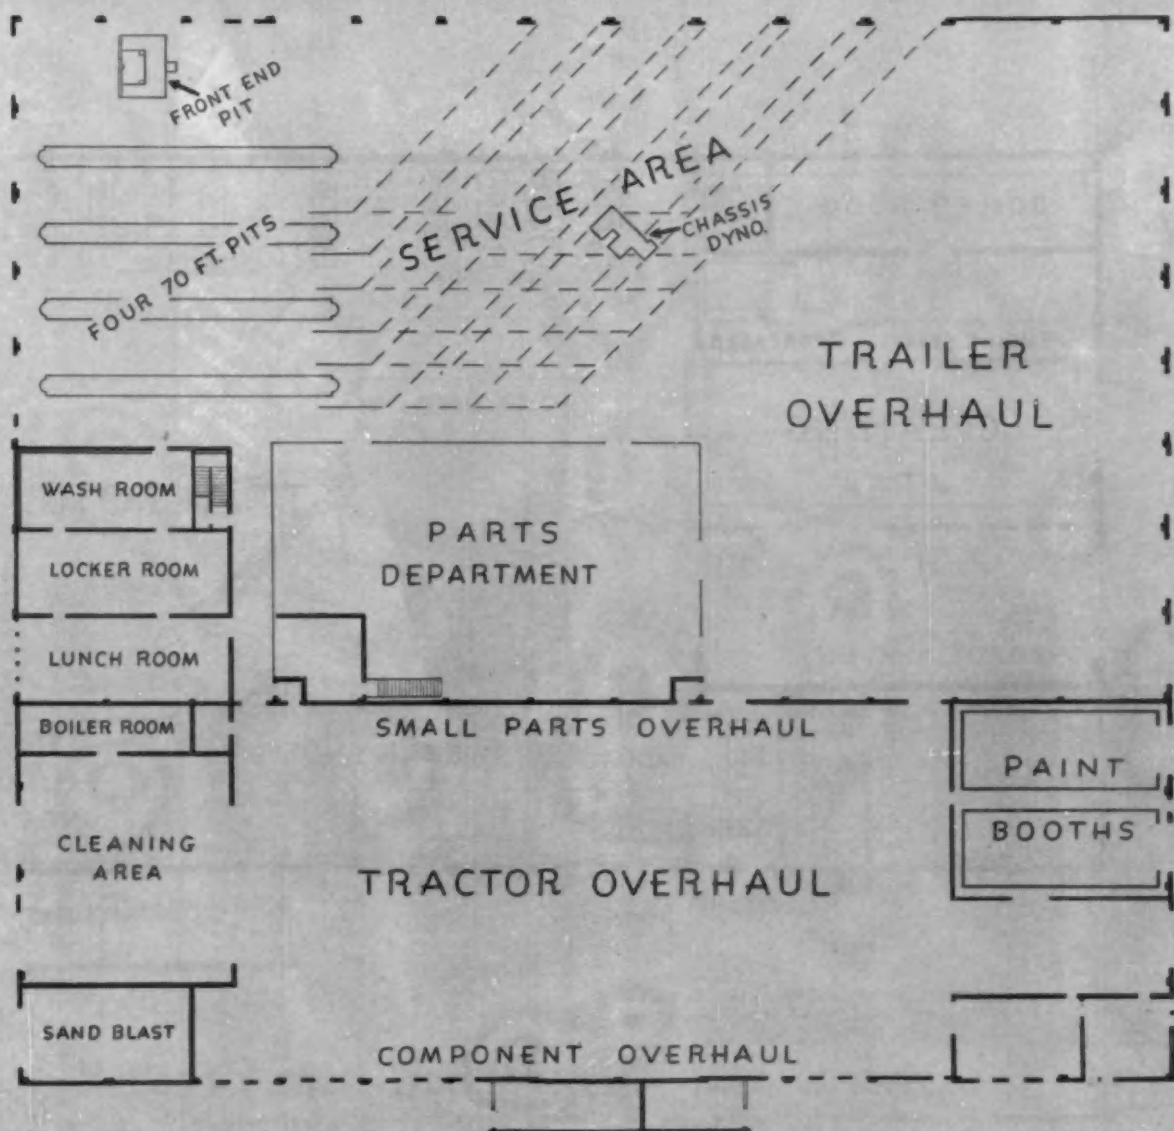 FRONT END
PIT
SERVICE AREA
CHASSIS
DYNO.
FOUR 70 FT. PITS
TRAILER
OVERHAUL
WASH ROOM
LOCKER ROOM
LUNCH ROOM
BOILER ROOM
PARTS
DEPARTMENT
SMALL PARTS OVERHAUL
PAINT
BOOTHS
CLEANING
AREA
TRACTOR OVERHAUL
SAND BLAST
COMPONENT OVERHAUL